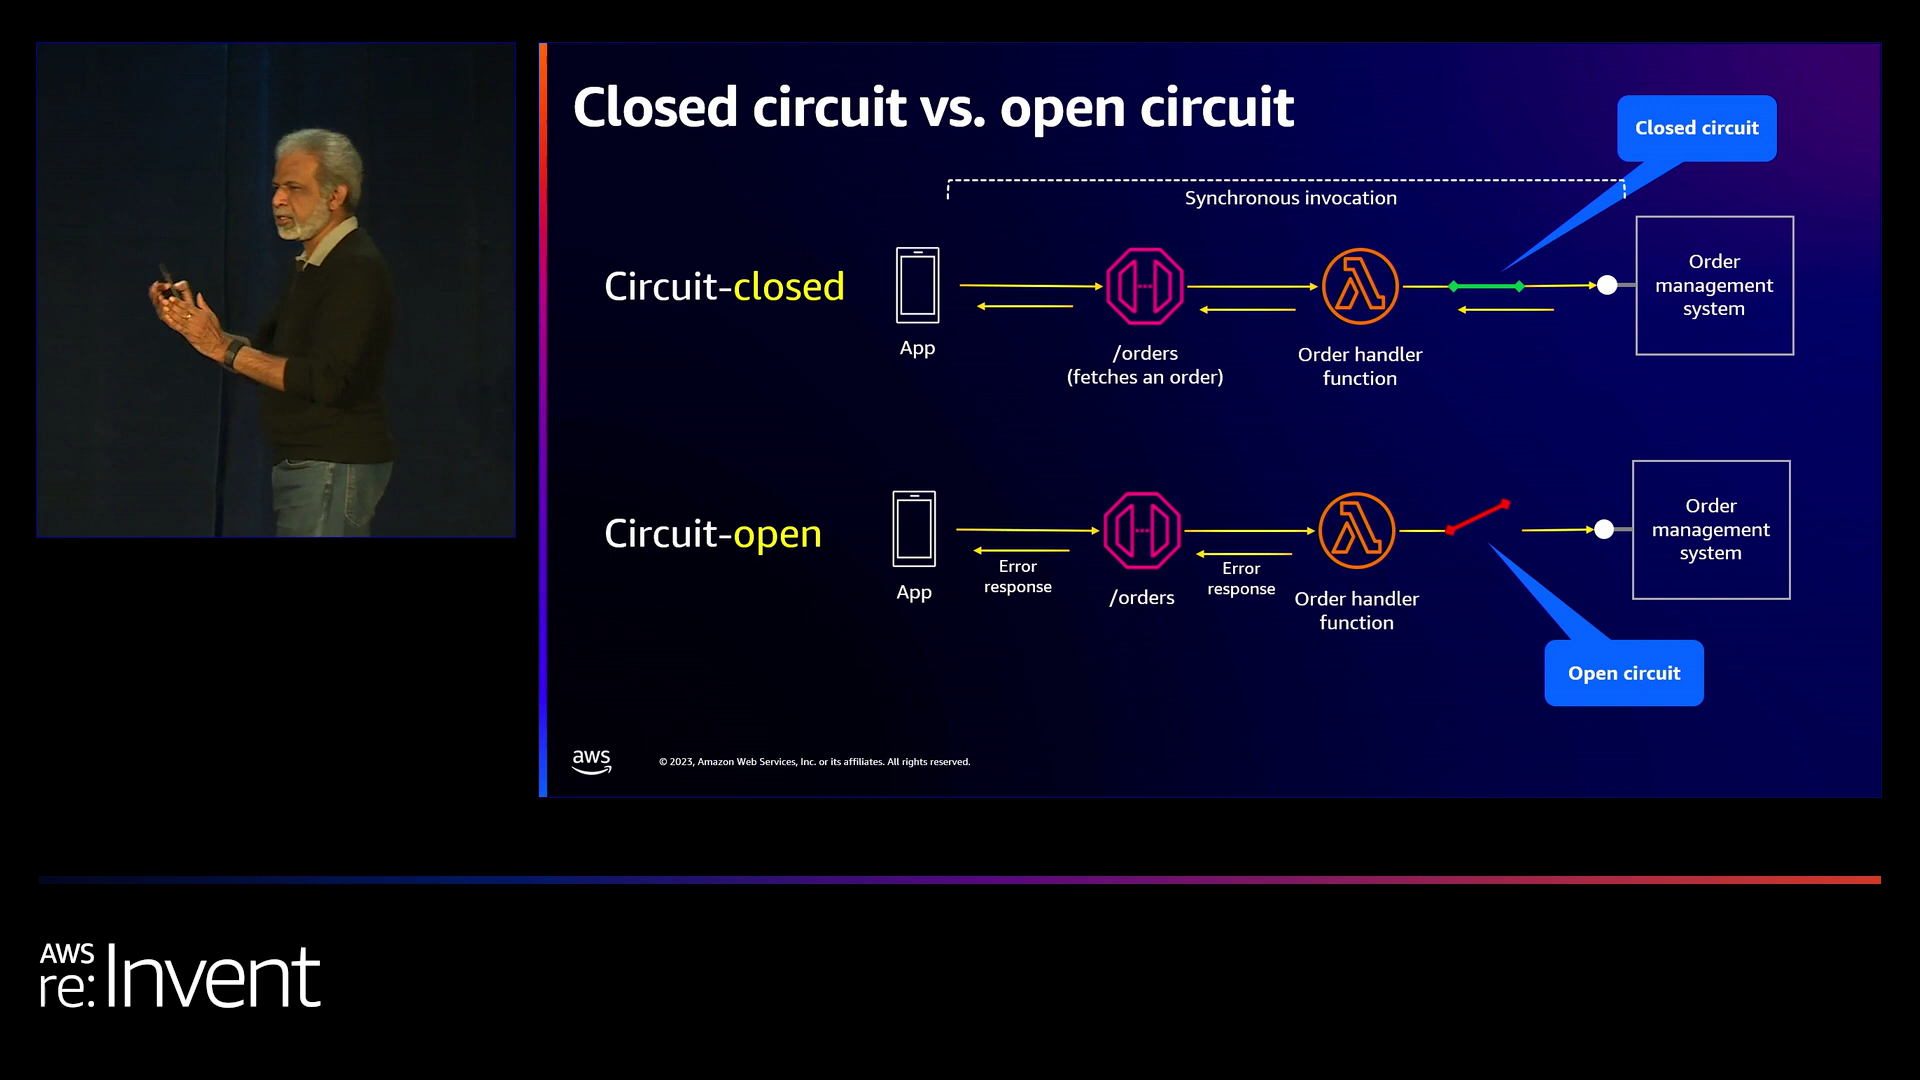 Closed circuit vs. open circuit
Closed circuit
Synchronous invocation
Circuit-closed
App
/orders
(fetches an order)
Order handler
function
Order
management
system
Circuit-open
App
Error
response
/orders
Error
response
Order handler
function
Order
management
system
Open circuit
aws
© 2023, Amazon Web Services, Inc. or its affiliates. All rights reserved.
AWS
re:Invent